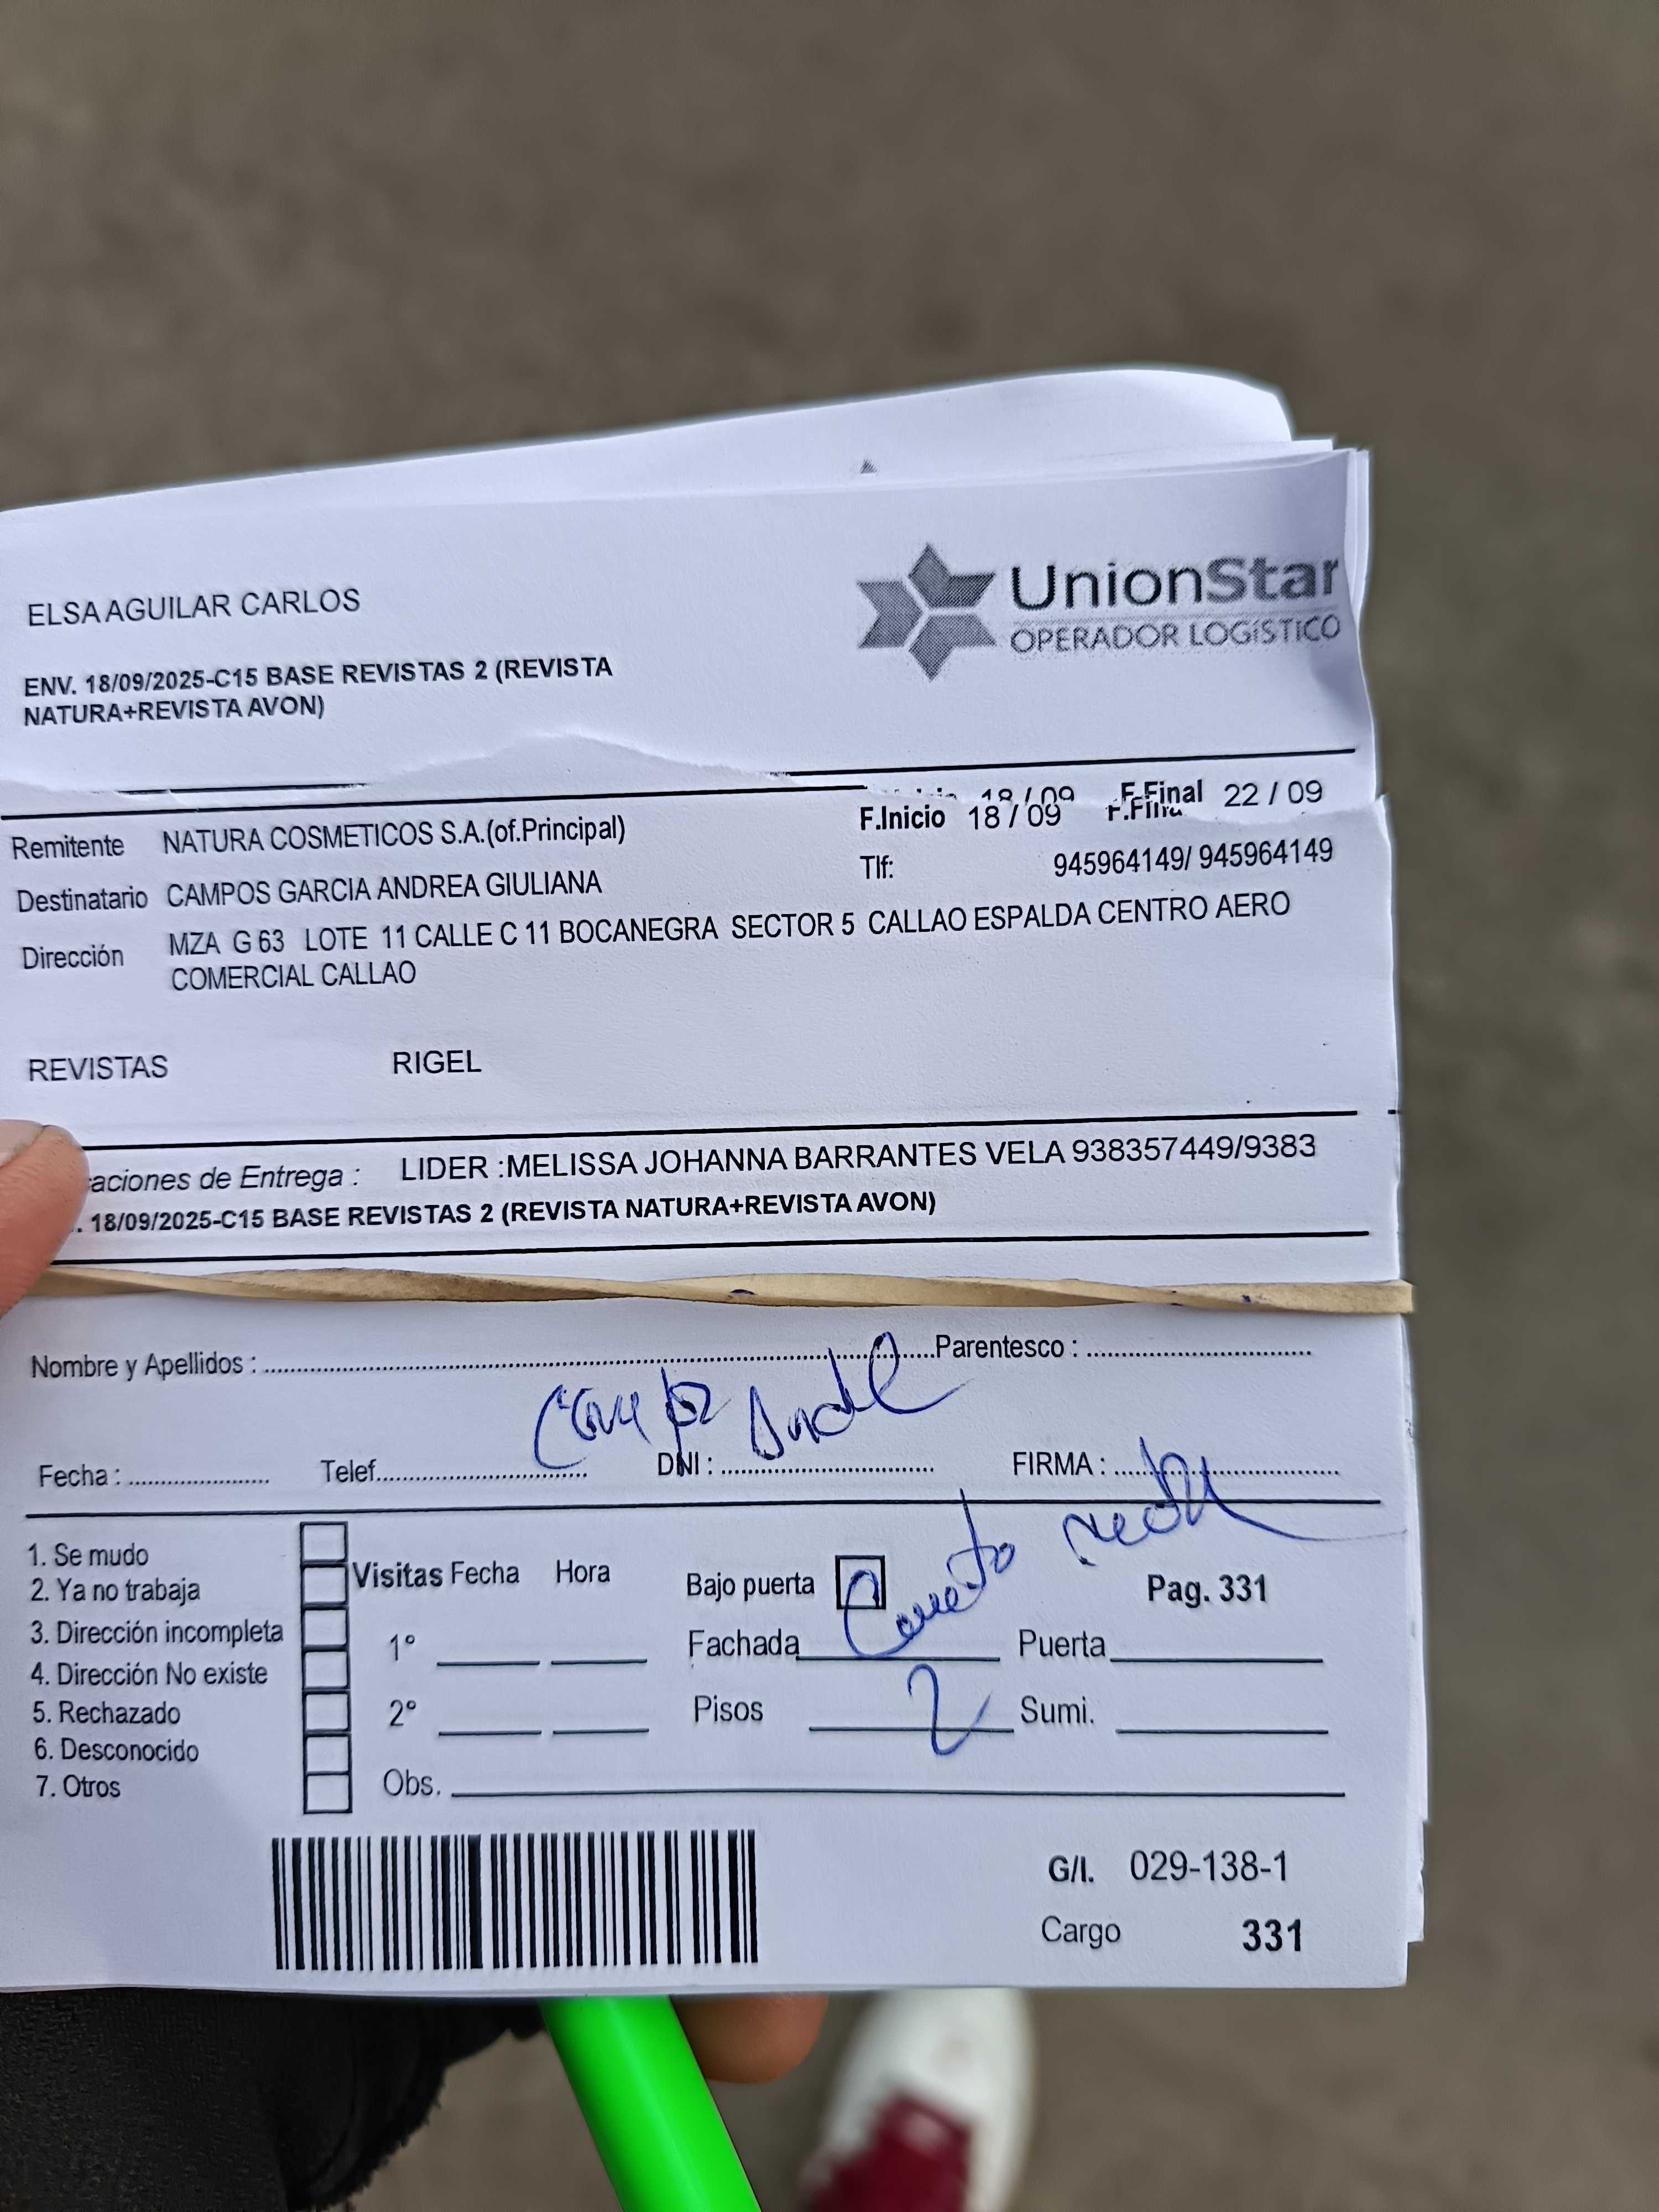 ELSA AGUILAR CARLOS
UnionStar
OPERADOR LOGíSTICO
ENV. 18/09/2025-C15 BASE REVISTAS 2 (REVISTA
NATURA+REVISTA AVON)
18/09 F.Final 22 / 09
Remitente NATURA COSMETICOS S.A.(of.Principal) F.Inicio 18 / 09
Destinatario CAMPOS GARCIA ANDREA GIULIANA Tlf: 945964149/ 945964149
Dirección MZA G 63 LOTE 11 CALLE C 11 BOCANEGRA SECTOR 5 CALLAO ESPALDA CENTRO AERO
COMERCIAL CALLAO
REVISTAS RIGEL
aciones de Entrega : LIDER :MELISSA JOHANNA BARRANTES VELA 938357449/9383
. 18/09/2025-C15 BASE REVISTAS 2 (REVISTA NATURA+REVISTA AVON)
Nombre y Apellidos : Parentesco :
Fecha : Telef. DNI : FIRMA :
1. Se mudo
2. Ya no trabaja
3. Dirección incompleta
4. Dirección No existe
5. Rechazado
6. Desconocido
7. Otros
Visitas Fecha Hora
1°
2°
Obs.
Bajo puerta Pag. 331
Fachada Puerta
Pisos 2 Sumi.
G/I. 029-138-1
Cargo 331